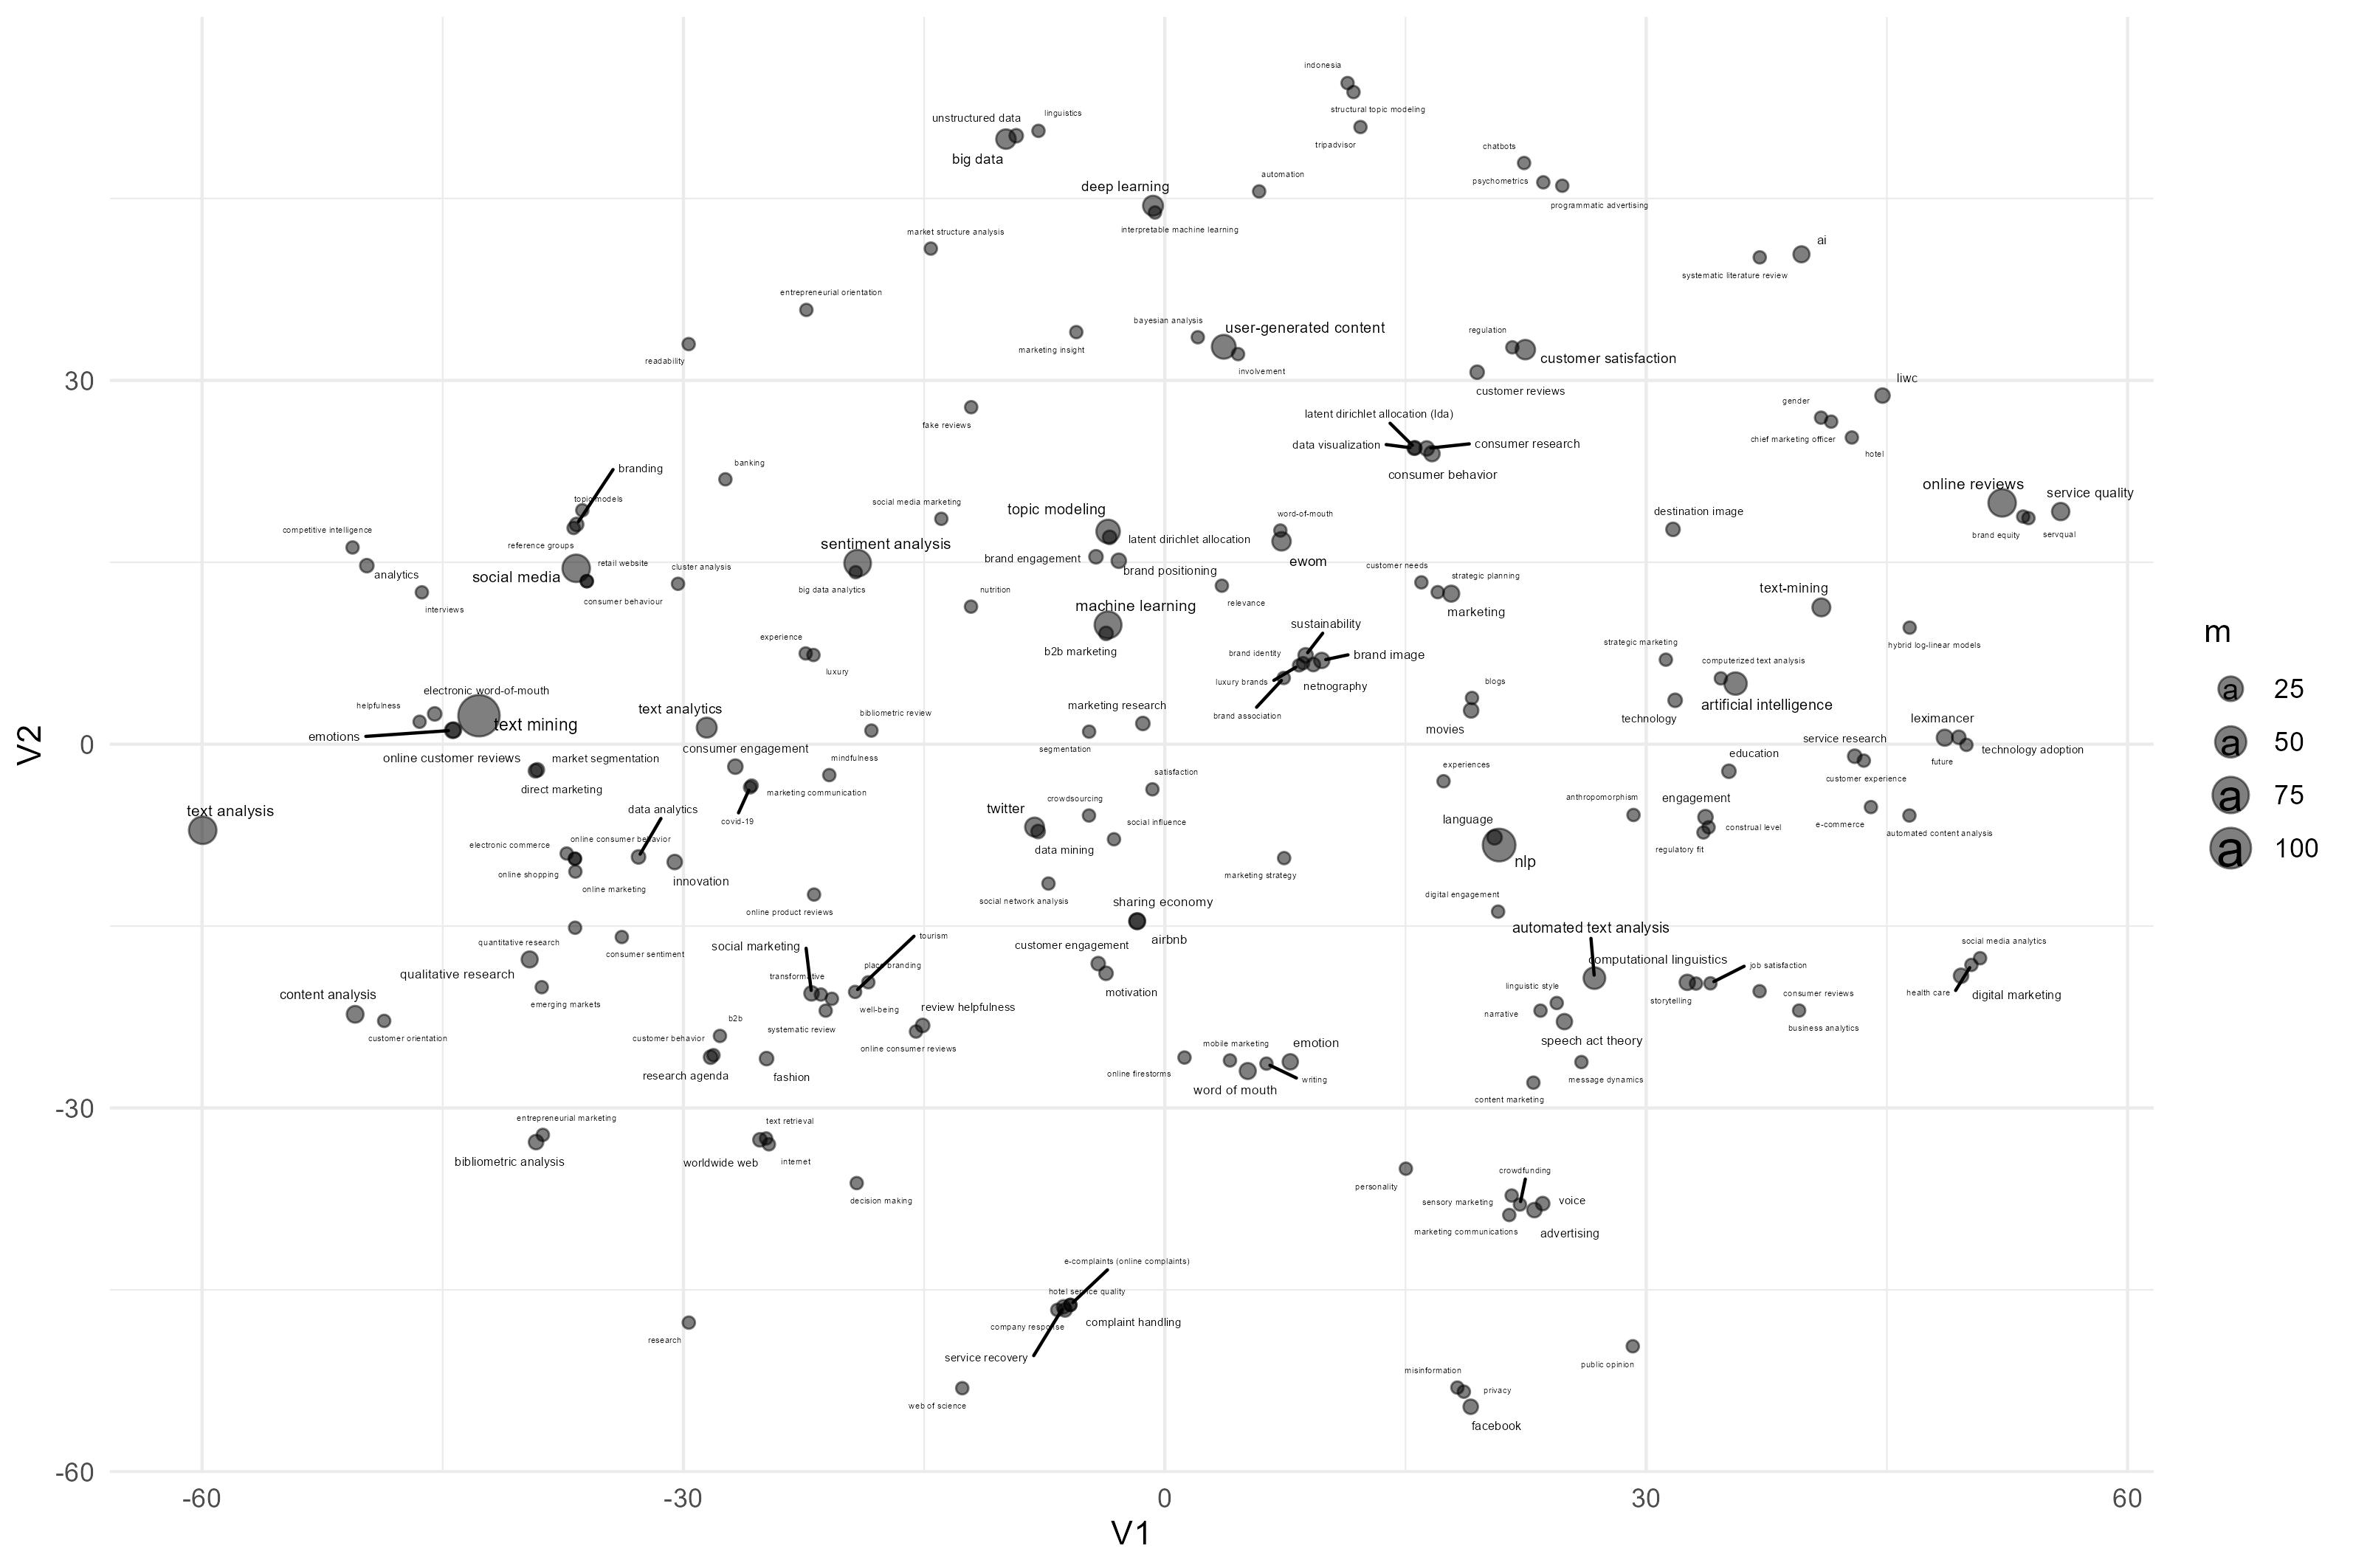 indonesia
structural topic modeling
tripadvisor
unstructured data
linguistics
big data
chatbots
psychometrics
programmatic advertising
automation
deep learning
interpretable machine learning
market structure analysis
ai
systematic literature review
entrepreneurial orientation
readability
marketing insight
bayesian analysis
user-generated content
involvement
regulation
customer satisfaction
customer reviews
liwc
gender
chief marketing officer
hotel
fake reviews
latent dirichlet allocation (lda)
data visualization
consumer research
consumer behavior
branding
topic models
banking
social media marketing
online reviews
service quality
brand equity
servqual
destination image
competitive intelligence
analytics
interviews
reference groups
social media
retail website
consumer behaviour
cluster analysis
sentiment analysis
big data analytics
topic modeling
latent dirichlet allocation
brand engagement
brand positioning
word-of-mouth
ewom
relevance
nutrition
customer needs
strategic planning
marketing
text-mining
hybrid log-linear models
machine learning
b2b marketing
experience
luxury
sustainability
brand identity
brand image
luxury brands
netnography
brand association
strategic marketing
computerized text analysis
artificial intelligence
technology
blogs
movies
electronic word-of-mouth
helpfulness
text mining
emotions
text analytics
bibliometric review
marketing research
segmentation
leximancer
technology adoption
future
service research
customer experience
education
online customer reviews
market segmentation
direct marketing
consumer engagement
marketing communication
covid-19
mindfulness
satisfaction
crowdsourcing
experiences
text analysis
data analytics
twitter
data mining
social influence
language
nlp
anthropomorphism
engagement
construal level
regulatory fit
e-commerce
automated content analysis
electronic commerce
online consumer behavior
online shopping
online marketing
innovation
online product reviews
social network analysis
marketing strategy
digital engagement
sharing economy
airbnb
customer engagement
motivation
automated text analysis
computational linguistics
job satisfaction
storytelling
social media analytics
health care
digital marketing
consumer reviews
business analytics
quantitative research
qualitative research
consumer sentiment
emerging markets
content analysis
customer orientation
social marketing
tourism
place branding
transformative
well-being
systematic review
review helpfulness
online consumer reviews
linguistic style
narrative
speech act theory
message dynamics
content marketing
b2b
customer behavior
research agenda
fashion
online firestorms
mobile marketing
emotion
word of mouth
writing
entrepreneurial marketing
bibliometric analysis
text retrieval
worldwide web
internet
decision making
personality
crowdfunding
sensory marketing
voice
marketing communications
advertising
e-complaints (online complaints)
hotel service quality
company response
complaint handling
service recovery
research
web of science
public opinion
misinformation
privacy
facebook
30
0
-30
-60
V2
-60
-30
0
30
60
V1
m
a 25
a 50
a 75
a 100